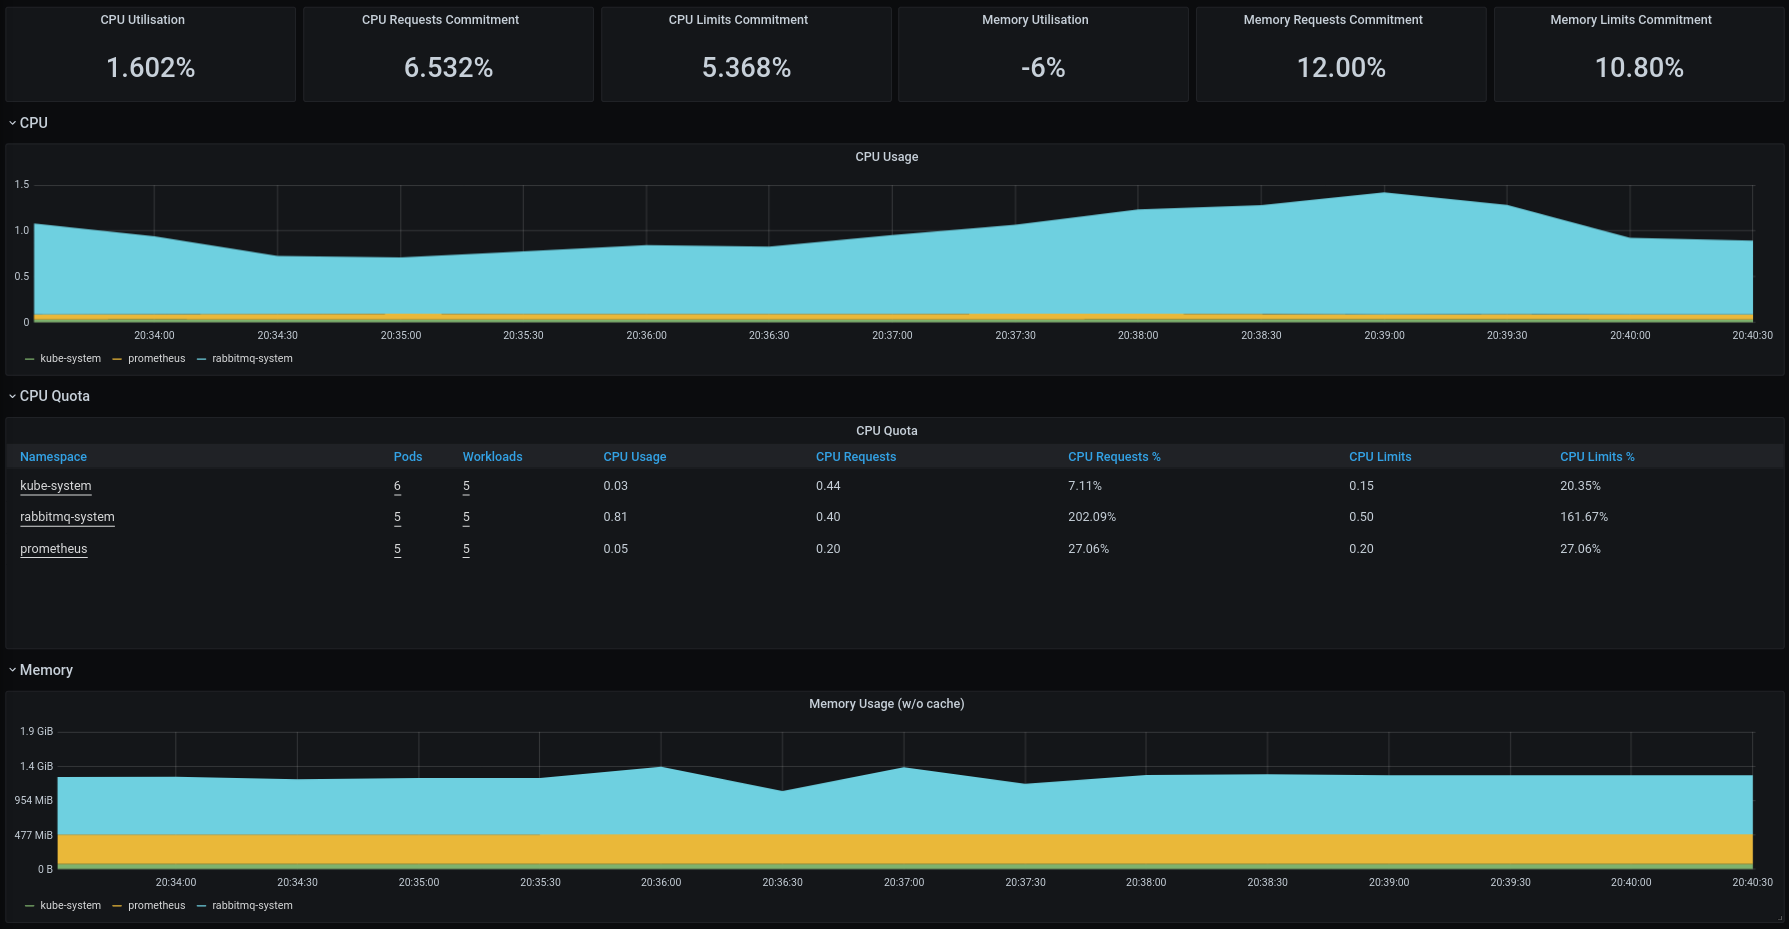 CPU Utilisation CPU Requests Commitment CPU Limits Commitment Memory Utilisation Memory Requests Commitment Memory Limits Commitment
1.602% 6.532% 5.368% -6% 12.00% 10.80%
CPU
CPU Usage
1.5
1.0
0.5
0
20:34:00 20:34:30 20:35:00 20:35:30 20:36:00 20:36:30 20:37:00 20:37:30 20:38:00 20:38:30 20:39:00 20:39:30 20:40:00 20:40:30
kube-system prometheus rabbitmq-system
CPU Quota
CPU Quota
Namespace Pods Workloads CPU Usage CPU Requests CPU Requests % CPU Limits CPU Limits %
kube-system 6 5 0.03 0.44 7.11% 0.15 20.35%
rabbitmq-system 5 5 0.81 0.40 202.09% 0.50 161.67%
prometheus 5 5 0.05 0.20 27.06% 0.20 27.06%
Memory
Memory Usage (w/o cache)
1.9 GiB
1.4 GiB
954 MiB
477 MiB
0 B
20:34:00 20:34:30 20:35:00 20:35:30 20:36:00 20:36:30 20:37:00 20:37:30 20:38:00 20:38:30 20:39:00 20:39:30 20:40:00 20:40:30
kube-system prometheus rabbitmq-system